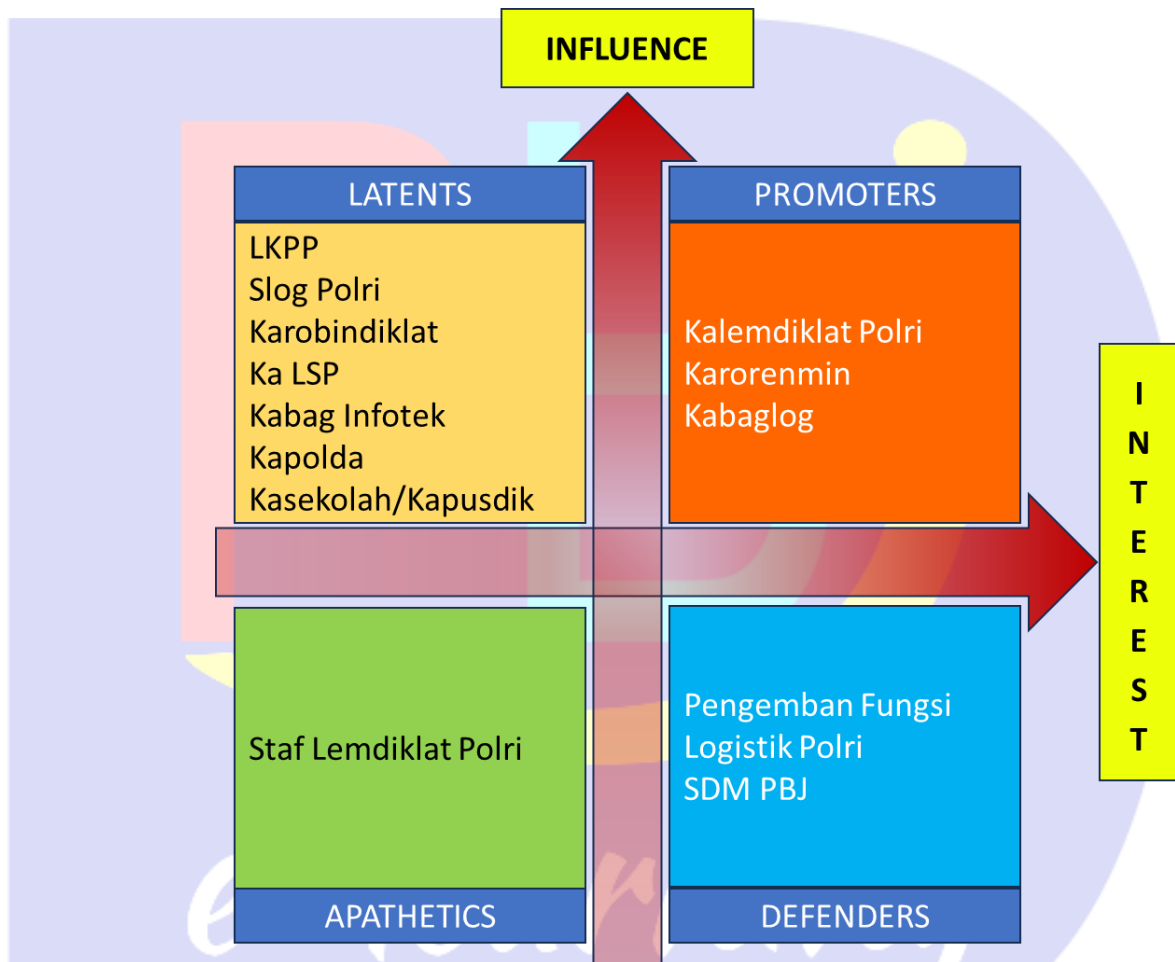 INFLUENCE
LATENTS
LKPP
Slog Polri
Karobindiklat
Ka LSP
Kabag Infotek
Kapolda
Kasekolah/Kapusdik
PROMOTERS
Kalemdiklat Polri
Karorenmin
Kabaglog
INTEREST
Staf Lemdiklat Polri
APATHETICS
Pengemban Fungsi
Logistik Polri
SDM PBJ
DEFENDERS